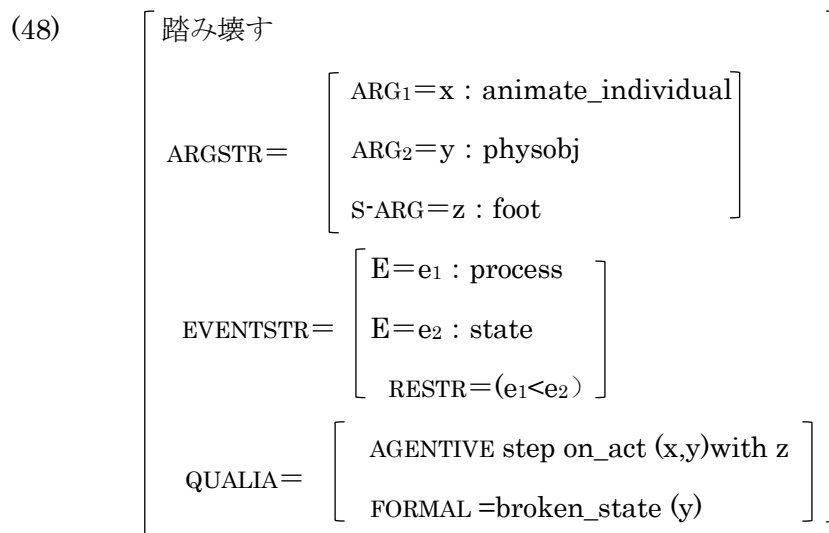 (48)
踏み壊す
ARG1=x : animate_individual
ARGSTR= ARG2=y : physobj
S-ARG=z : foot
E=e1 : process
EVENTSTR= E=e2 : state
RESTR=(e1<e2）
AGENTIVE step on_act (x,y)with z
QUALIA=
FORMAL =broken_state (y)